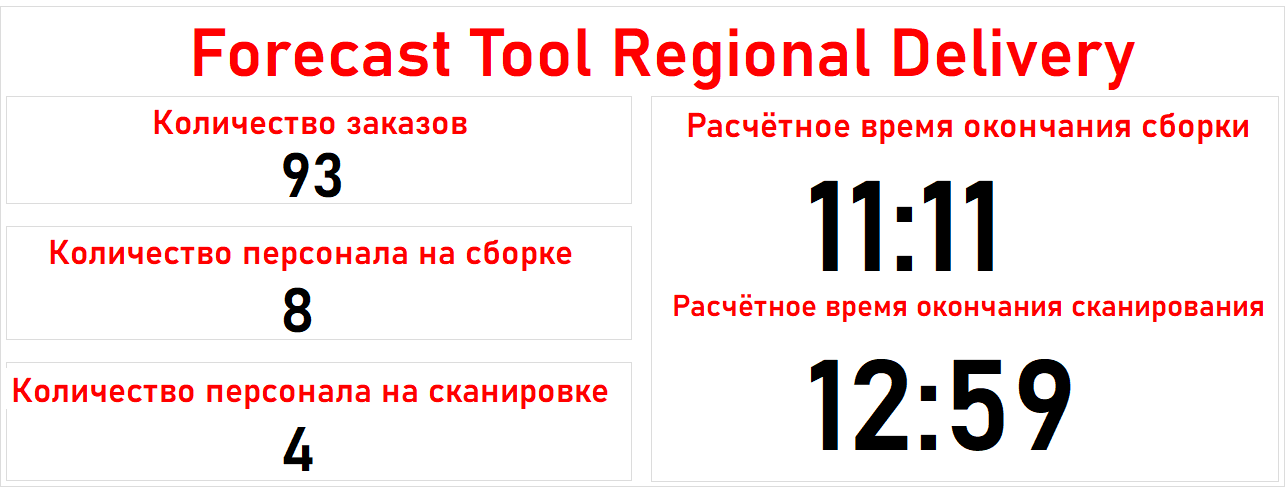 Forecast Tool Regional Delivery
Количество заказов
93
Количество персонала на сборке
8
Количество персонала на сканировке
4
Расчётное время окончания сборки
11:11
Расчётное время окончания сканирования
12:59